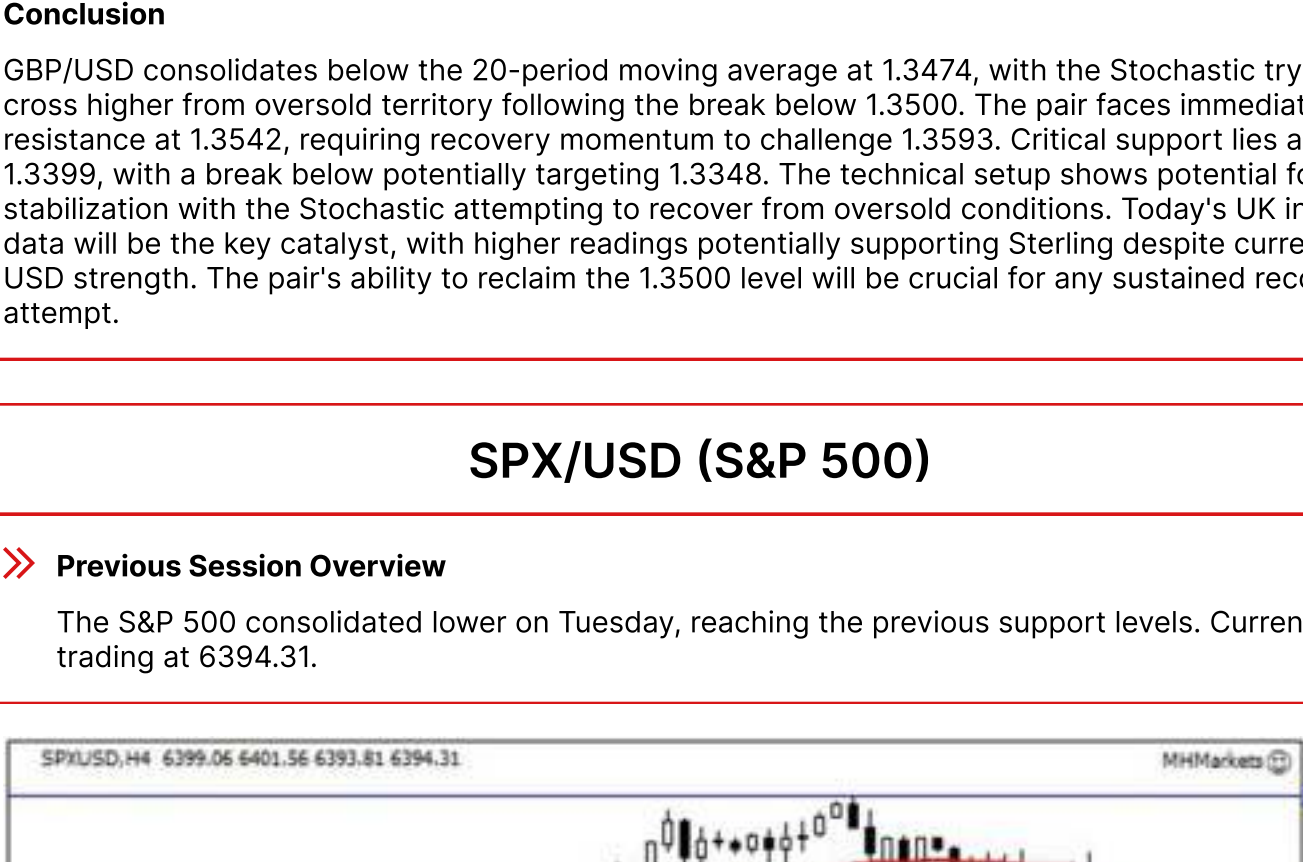 Conclusion
GBP/USD consolidates below the 20-period moving average at 1.3474, with the Stochastic try
cross higher from oversold territory following the break below 1.3500. The pair faces immediat
resistance at 1.3542, requiring recovery momentum to challenge 1.3593. Critical support lies a
1.3399, with a break below potentially targeting 1.3348. The technical setup shows potential fo
stabilization with the Stochastic attempting to recover from oversold conditions. Today's UK in
data will be the key catalyst, with higher readings potentially supporting Sterling despite curre
USD strength. The pair's ability to reclaim the 1.3500 level will be crucial for any sustained reco
attempt.
SPX/USD (S&P 500)
Previous Session Overview
The S&P 500 consolidated lower on Tuesday, reaching the previous support levels. Curren
trading at 6394.31.
SPXUSD,H4 6399.06 6401.56 6393.81 6394.31
MHMarkets